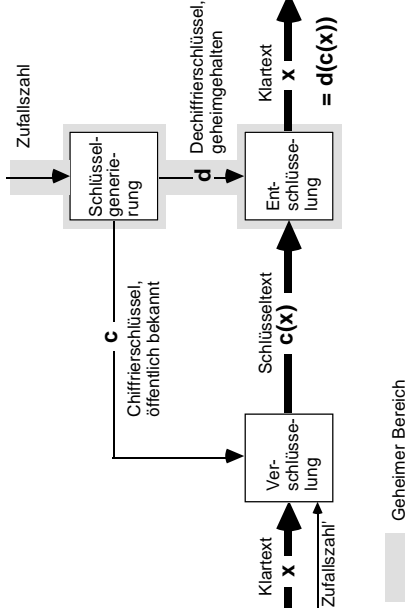 Zufallszahl
Schlüssel-
generie-
rung
c
Chiffrierschlüssel,
öffentlich bekannt
d
Dechiffrierschlüssel,
geheimgehalten
Klartext
x
Zufallszahl'
Ver-
schlüsse-
lung
Schlüsseltext
c(x)
Ent-
schlüsse-
lung
Klartext
x
= d(c(x))
Geheimer Bereich